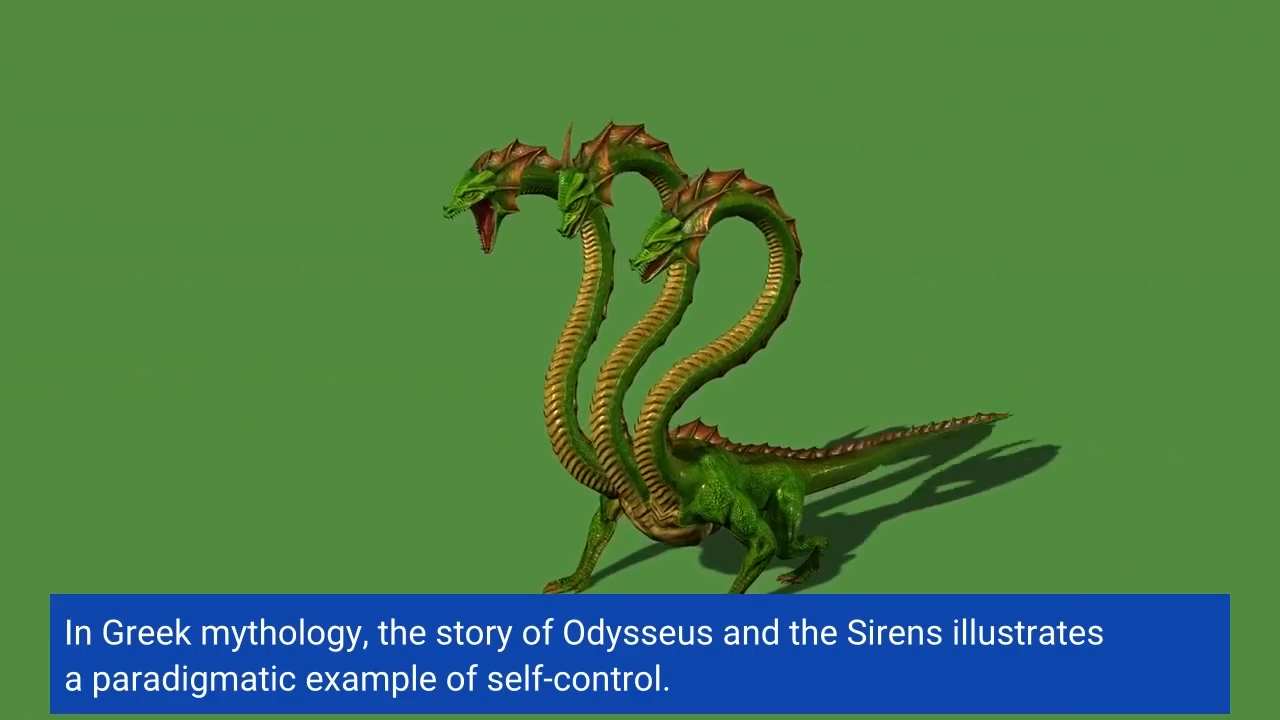 In Greek mythology, the story of Odysseus and the Sirens illustrates
a paradigmatic example of self-control.